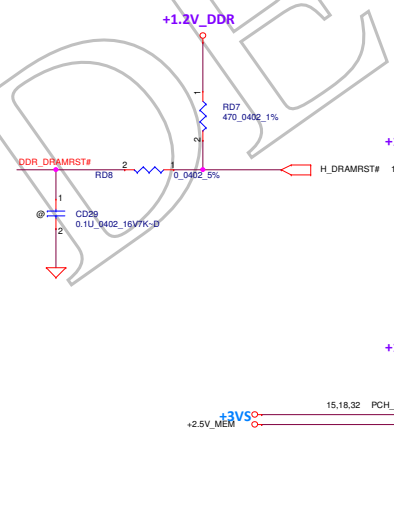 +1.2V_DDR
1
RD7
470_0402_1%
2
DDR_DRAMRST#
RD8
2
1
0_0402_5%
H_DRAMRST#
1
@
CD29
0.1U_0402_16V7K~D
2
15,18,32
PCH_
+3VS
+2.5V_MEM